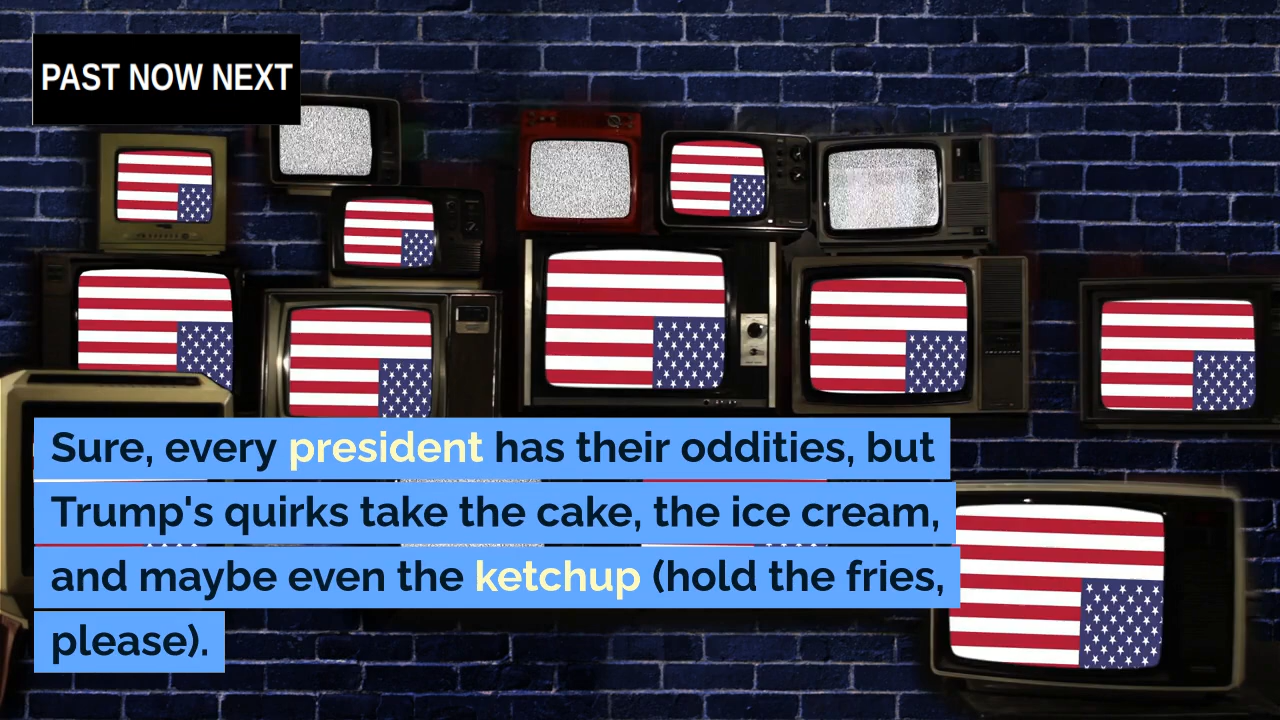 PAST NOW NEXT
Sure, every president has their oddities, but
Trump's quirks take the cake, the ice cream,
and maybe even the ketchup (hold the fries,
please).